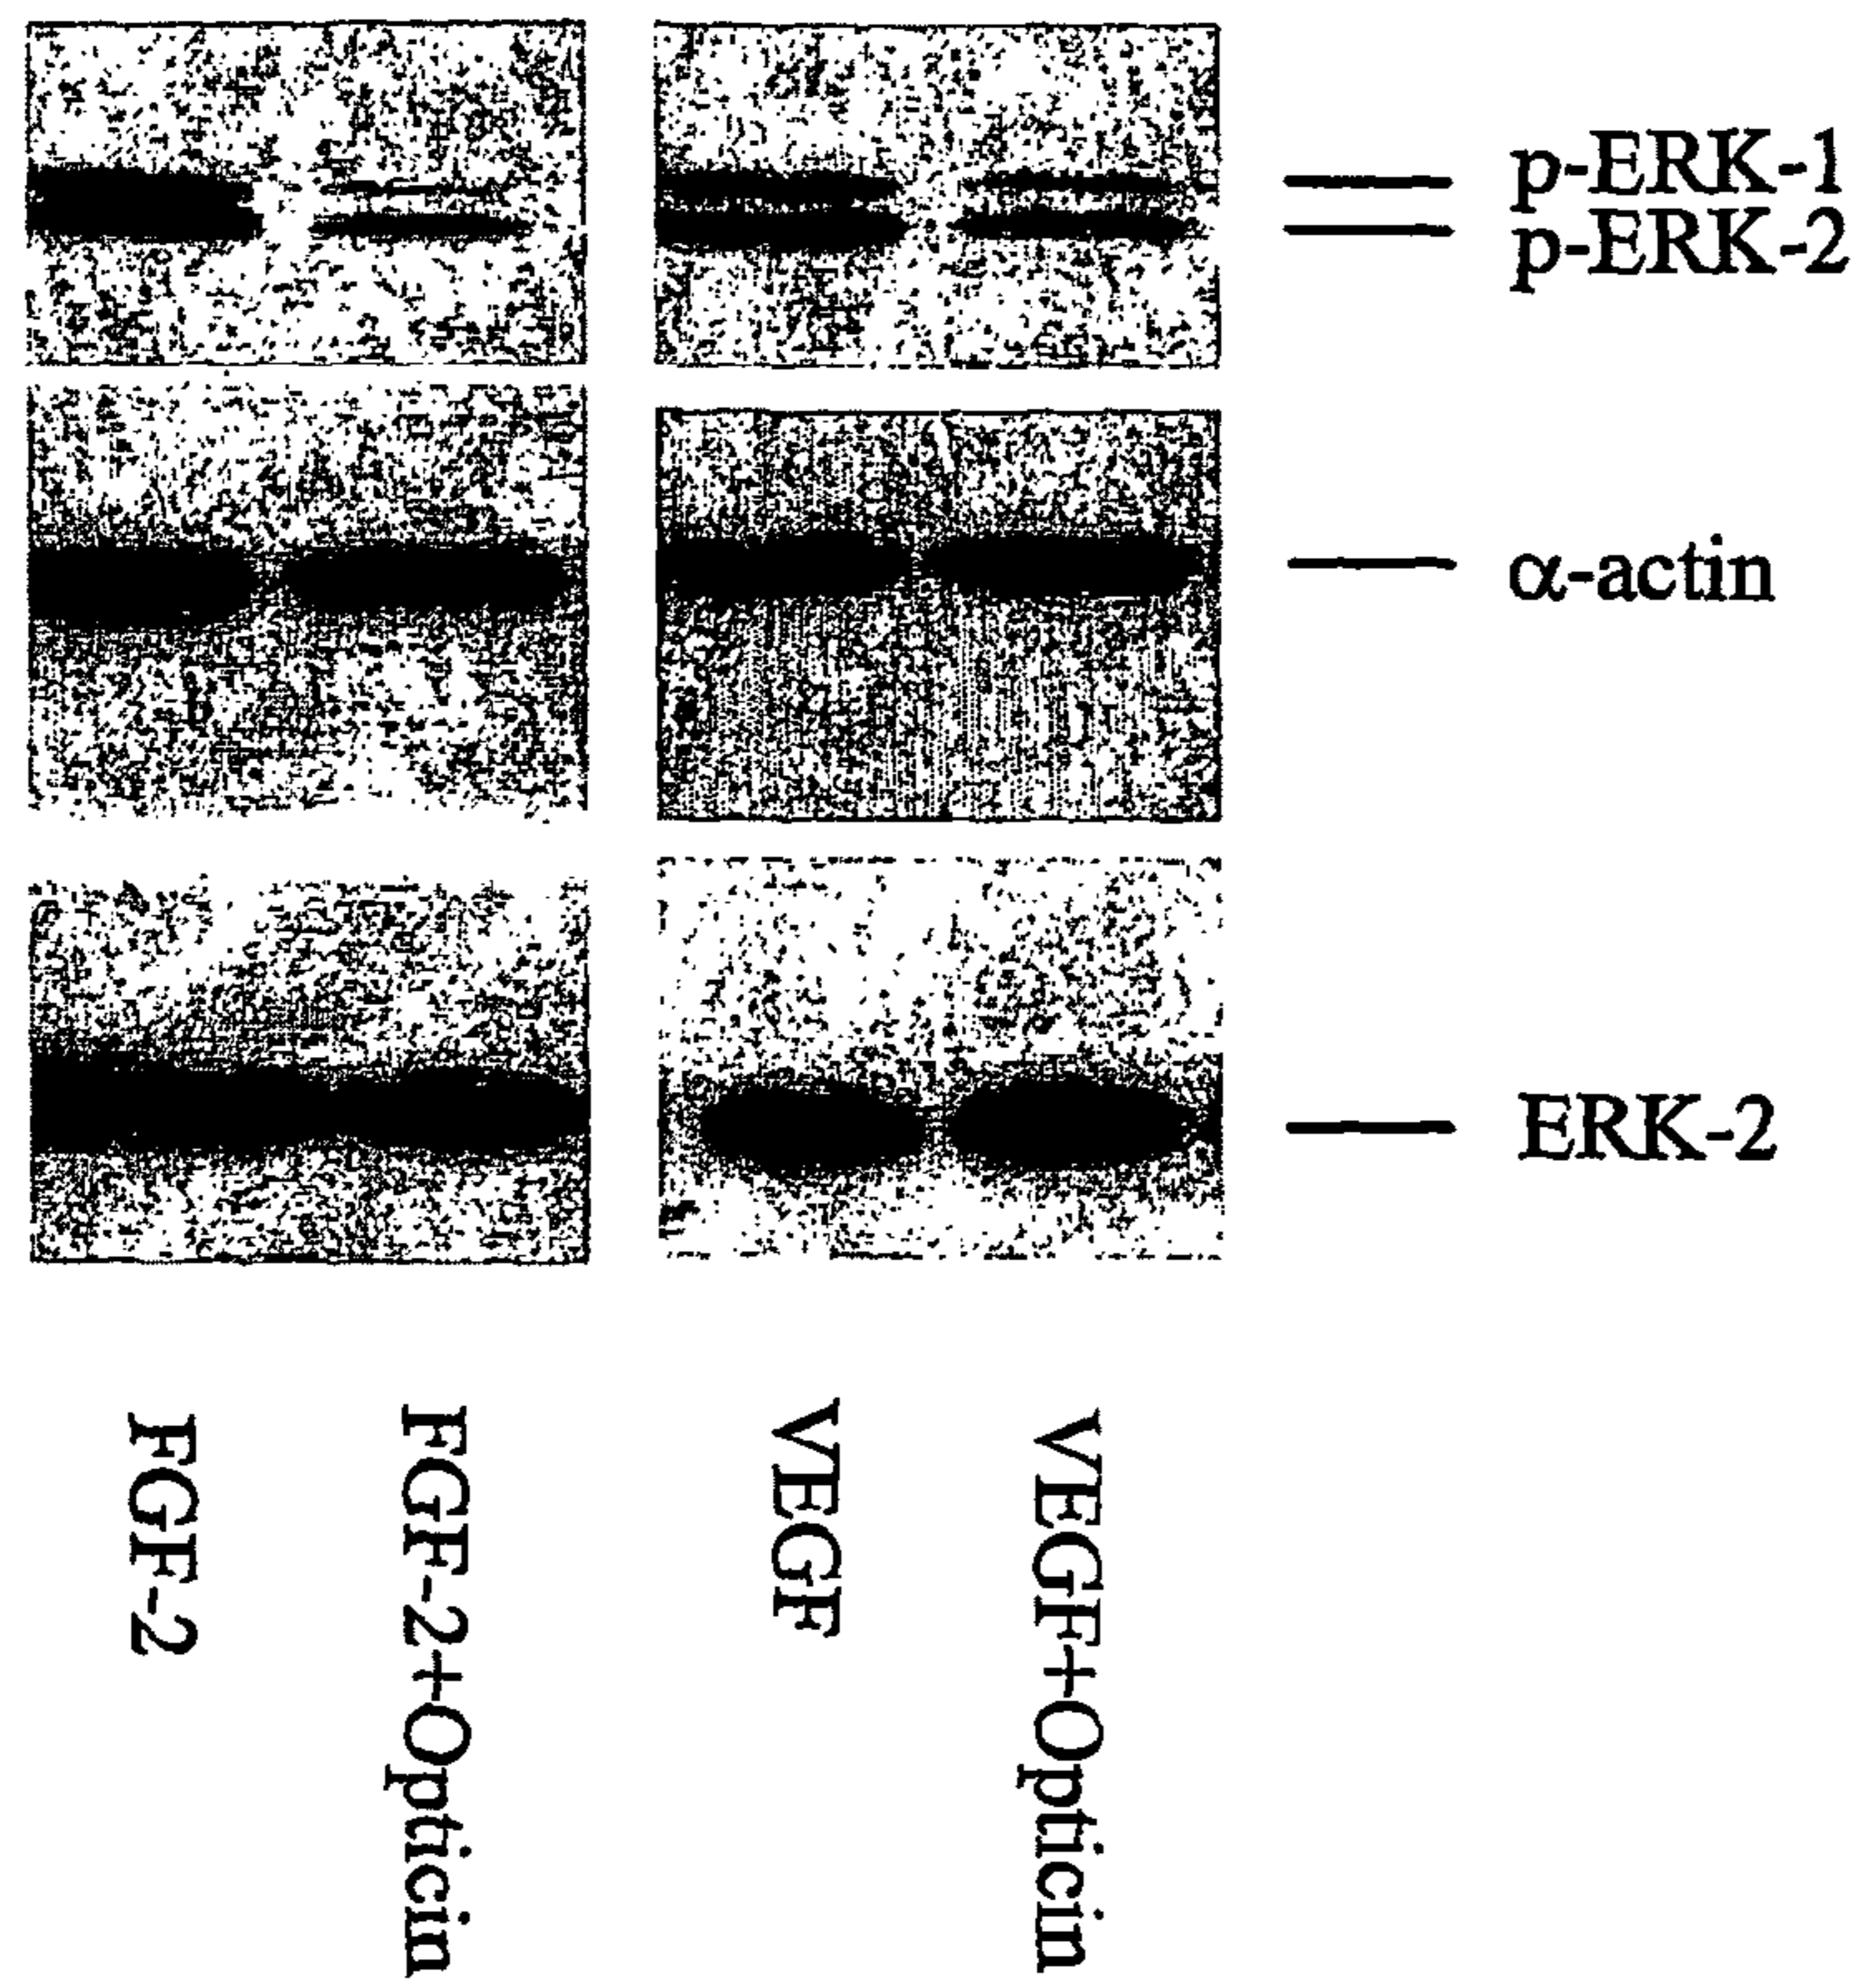 p-ERK-1
p-ERK-2
α-actin
ERK-2
FGF-2
FGF-2+Opticin
VEGF
VEGF+Opticin